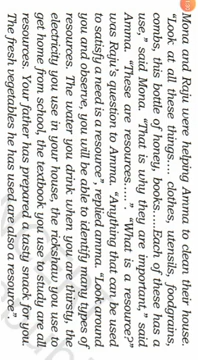 Mona and Raju were helping Amma to clean their house.
“Look at all these things… clothes, utensils, foodgrains,
combs, this bottle of honey, books….Each of these has a
use,” said Mona. “That is why they are important,” said
Amma. “These are resources…. .” “What is a resource?”
was Raju’s question to Amma. “Anything that can be used
to satisfy a need is a resource” replied Amma. “Look around
you and observe, you will be able to identify many types of
resources. The water you drink when you are thirsty, the
electricity you use in your house, the rickshaw you use to
get home from school, the textbook you use to study are all
resources. Your father has prepared a tasty snack for you.
The fresh vegetables he has used are also a resource.”